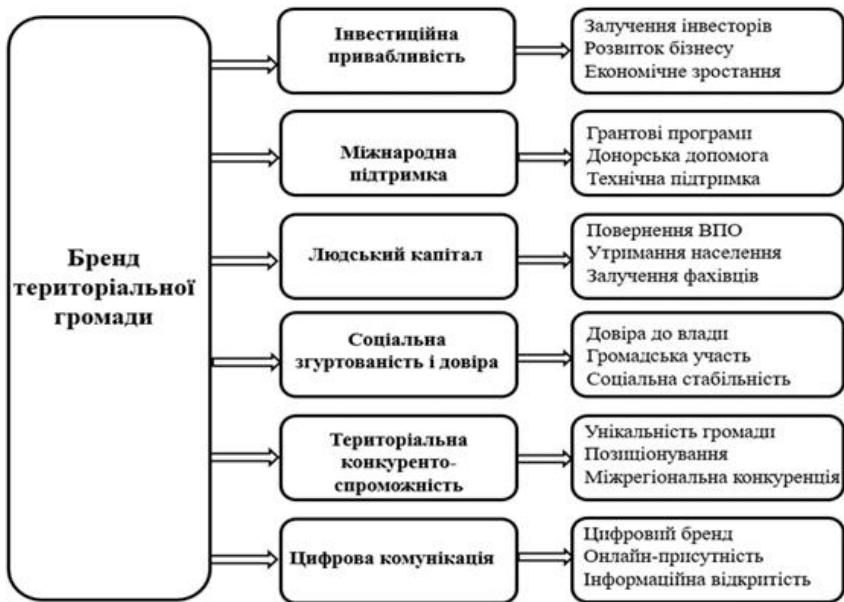 Бренд
територіальної
громади
Інвестиційна
привабливість
Залучення інвесторів
Розвиток бізнесу
Економічне зростання
Міжнародна
підтримка
Грантові програми
Донорська допомога
Технічна підтримка
Людський капітал
Повернення ВПО
Утримання населення
Залучення фахівців
Соціальна
згуртованість і довіра
Довіра до влади
Громадська участь
Соціальна стабільність
Територіальна
конкуренто-
спроможність
Унікальність громади
Позиціонування
Міжрегіональна конкуренція
Цифрова комунікація
Цифровий бренд
Онлайн-присутність
Інформаційна відкритість